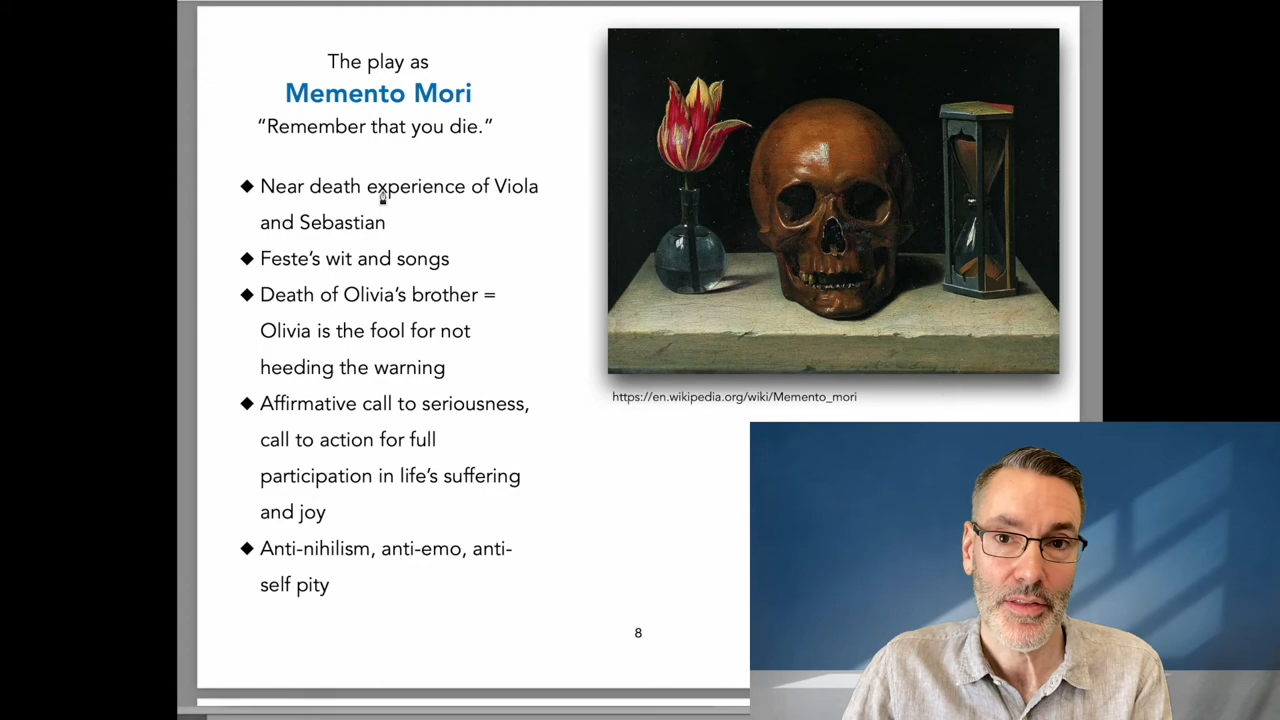 The play as
Memento Mori
“Remember that you die.”
◆ Near death experience of Viola
and Sebastian
◆ Feste’s wit and songs
◆ Death of Olivia’s brother =
Olivia is the fool for not
heeding the warning
◆ Affirmative call to seriousness,
call to action for full
participation in life’s suffering
and joy
◆ Anti-nihilism, anti-emo, anti-
self pity
https://en.wikipedia.org/wiki/Memento_mori
8